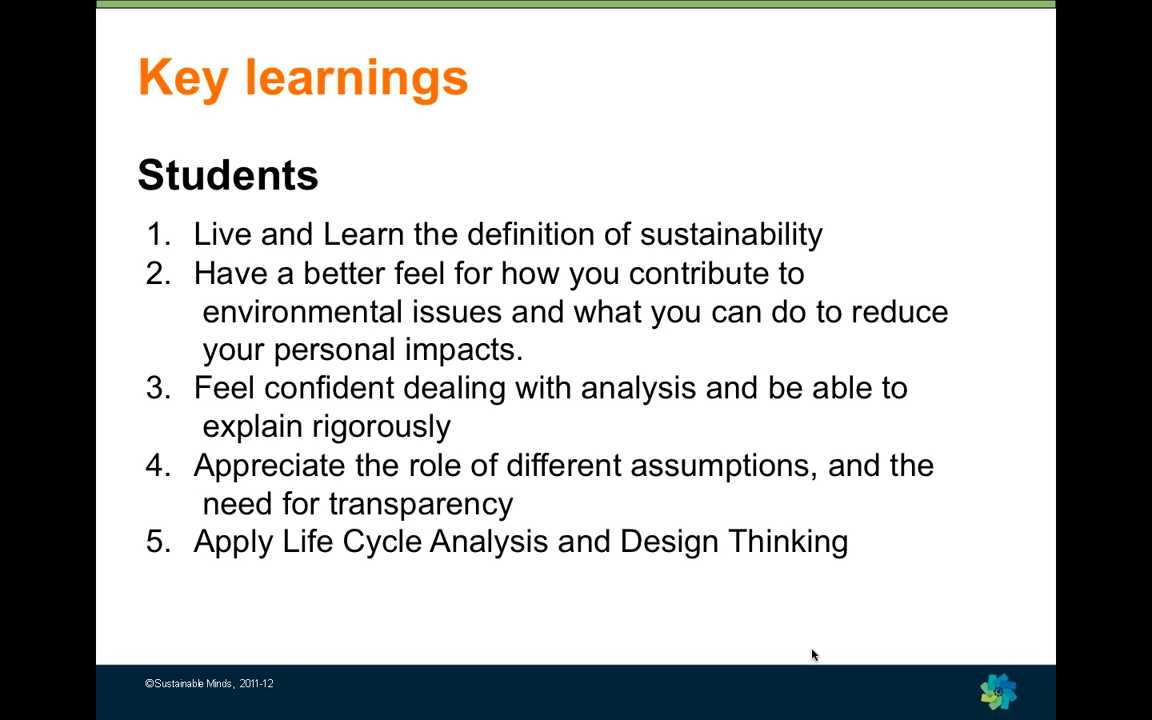 Key learnings
Students
1. Live and Learn the definition of sustainability
2. Have a better feel for how you contribute to
environmental issues and what you can do to reduce
your personal impacts.
3. Feel confident dealing with analysis and be able to
explain rigorously
4. Appreciate the role of different assumptions, and the
need for transparency
5. Apply Life Cycle Analysis and Design Thinking
©Sustainable Minds, 2011-12